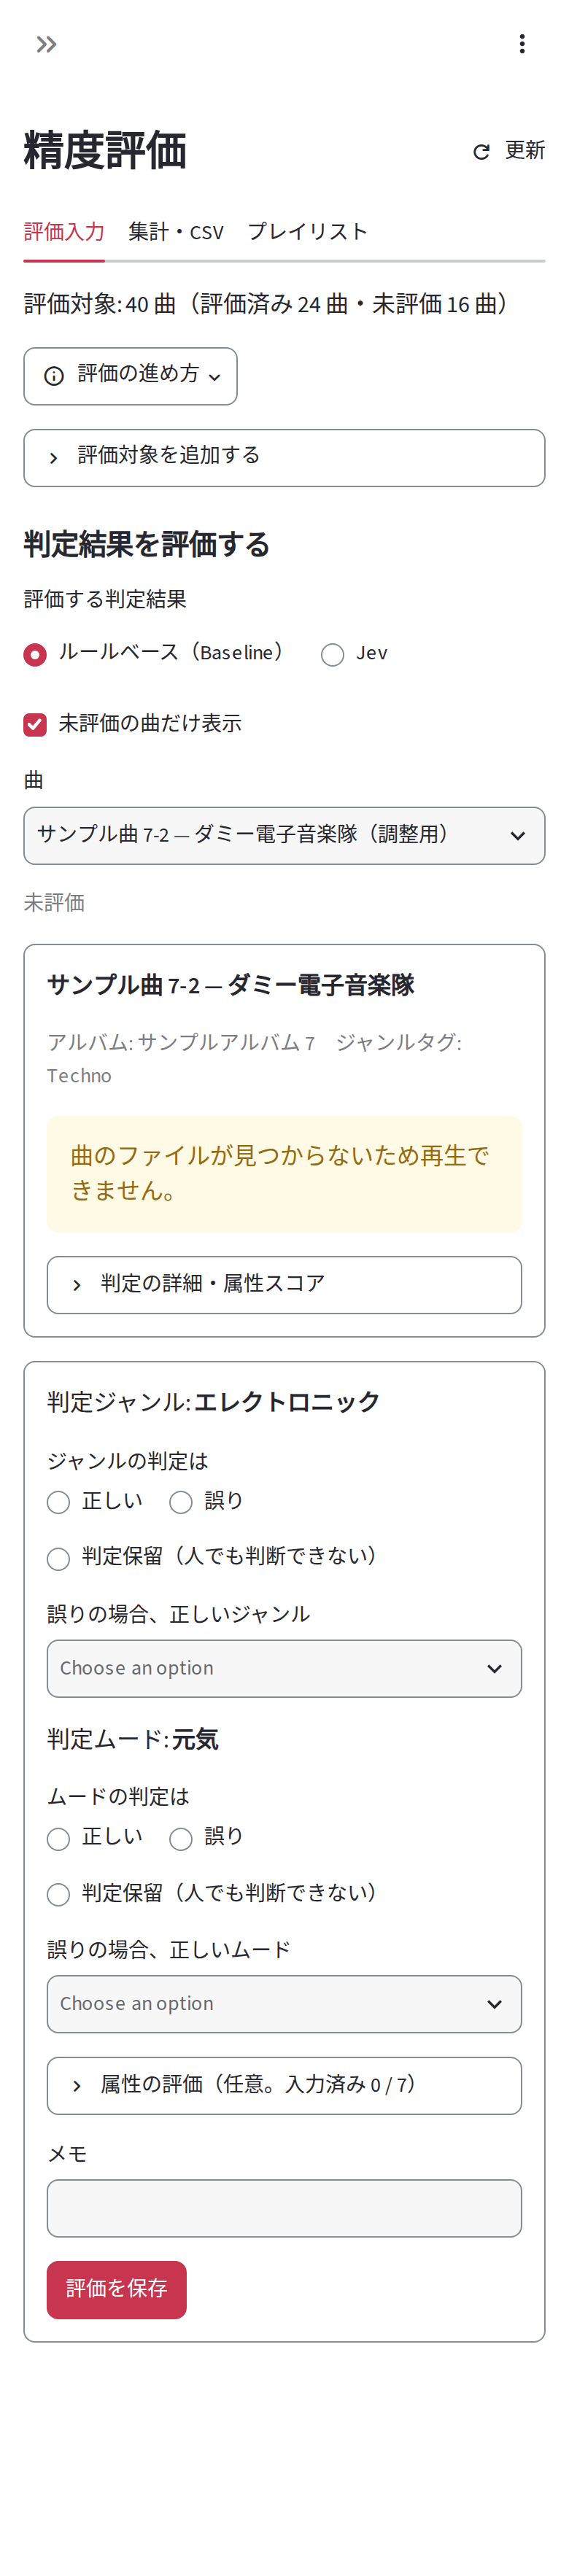 精度評価
更新
評価入力 集計・CSV プレイリスト
評価対象: 40 曲（評価済み 24 曲・未評価 16 曲）
評価の進め方
評価対象を追加する
判定結果を評価する
評価する判定結果
ルールベース（Baseline） Jev
未評価の曲だけ表示
曲
サンプル曲 7-2 — ダミー電子音楽隊（調整用）
未評価
サンプル曲 7-2 — ダミー電子音楽隊
アルバム: サンプルアルバム 7　ジャンルタグ:
Techno
曲のファイルが見つからないため再生で
きません。
判定の詳細・属性スコア
判定ジャンル: エレクトロニック
ジャンルの判定は
正しい 誤り
判定保留（人でも判断できない）
誤りの場合、正しいジャンル
Choose an option
判定ムード: 元気
ムードの判定は
正しい 誤り
判定保留（人でも判断できない）
誤りの場合、正しいムード
Choose an option
属性の評価（任意。入力済み 0 / 7）
メモ
評価を保存